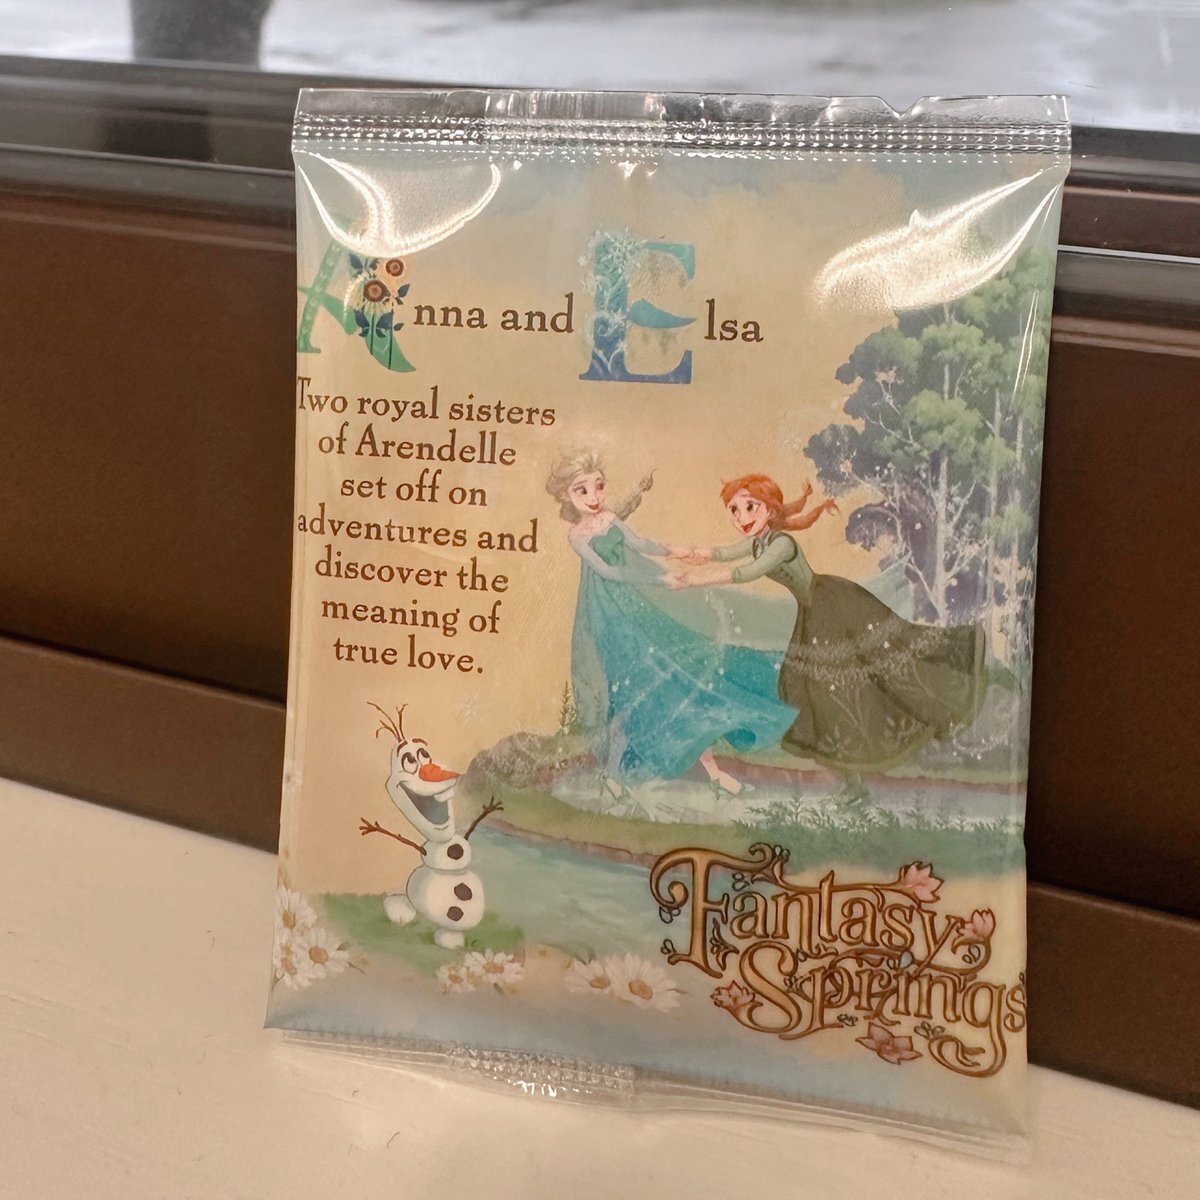 Anna and Elsa
Two royal sisters
of Arendelle
set off on
adventures and
discover the
meaning of
true love.
Fantasy
Springs